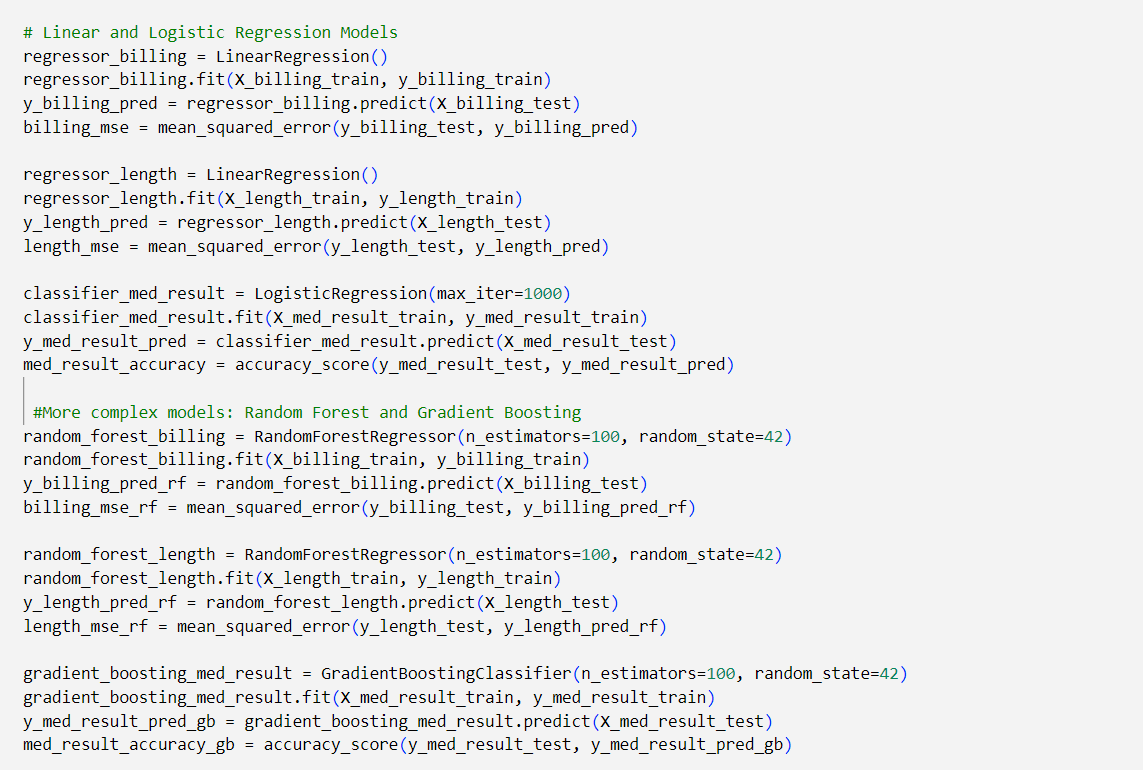 # Linear and Logistic Regression Models
regressor_billing = LinearRegression()
regressor_billing.fit(X_billing_train, y_billing_train)
y_billing_pred = regressor_billing.predict(X_billing_test)
billing_mse = mean_squared_error(y_billing_test, y_billing_pred)
regressor_length = LinearRegression()
regressor_length.fit(X_length_train, y_length_train)
y_length_pred = regressor_length.predict(X_length_test)
length_mse = mean_squared_error(y_length_test, y_length_pred)
classifier_med_result = LogisticRegression(max_iter=1000)
classifier_med_result.fit(X_med_result_train, y_med_result_train)
y_med_result_pred = classifier_med_result.predict(X_med_result_test)
med_result_accuracy = accuracy_score(y_med_result_test, y_med_result_pred)
#More complex models: Random Forest and Gradient Boosting
random_forest_billing = RandomForestRegressor(n_estimators=100, random_state=42)
random_forest_billing.fit(X_billing_train, y_billing_train)
y_billing_pred_rf = random_forest_billing.predict(X_billing_test)
billing_mse_rf = mean_squared_error(y_billing_test, y_billing_pred_rf)
random_forest_length = RandomForestRegressor(n_estimators=100, random_state=42)
random_forest_length.fit(X_length_train, y_length_train)
y_length_pred_rf = random_forest_length.predict(X_length_test)
length_mse_rf = mean_squared_error(y_length_test, y_length_pred_rf)
gradient_boosting_med_result = GradientBoostingClassifier(n_estimators=100, random_state=42)
gradient_boosting_med_result.fit(X_med_result_train, y_med_result_train)
y_med_result_pred_gb = gradient_boosting_med_result.predict(X_med_result_test)
med_result_accuracy_gb = accuracy_score(y_med_result_test, y_med_result_pred_gb)